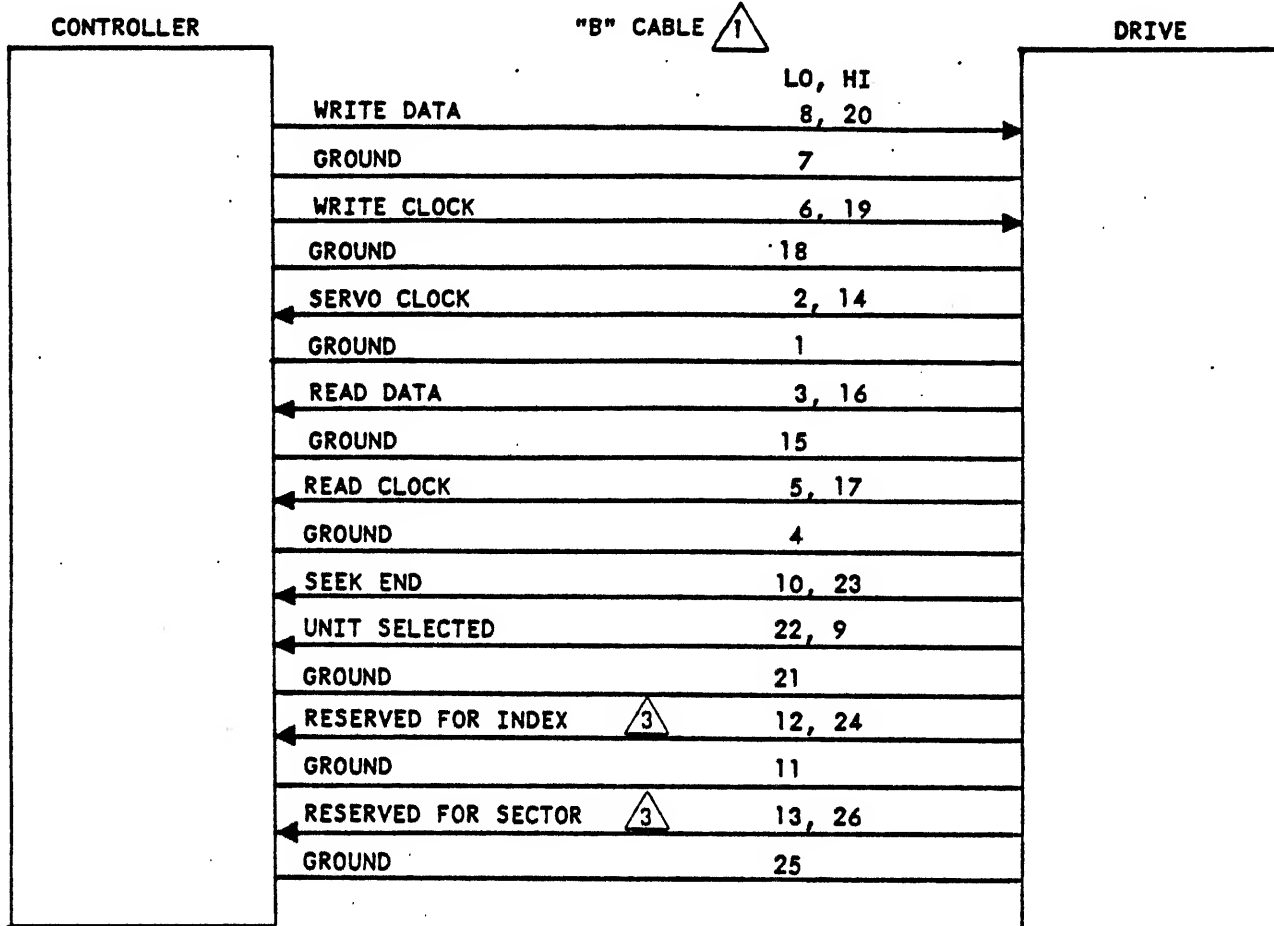 CONTROLLER "B" CABLE 1 DRIVE
LO, HI
WRITE DATA 8, 20
GROUND 7
WRITE CLOCK 6, 19
GROUND 18
SERVO CLOCK 2, 14
GROUND 1
READ DATA 3, 16
GROUND 15
READ CLOCK 5, 17
GROUND 4
SEEK END 10, 23
UNIT SELECTED 22, 9
GROUND 21
RESERVED FOR INDEX 3 12, 24
GROUND 11
RESERVED FOR SECTOR 3 13, 26
GROUND 25